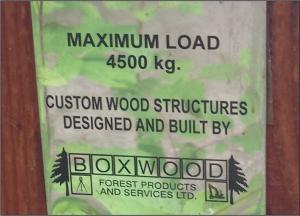 MAXIMUM LOAD
4500 kg.
CUSTOM WOOD STRUCTURES
DESIGNED AND BUILT BY
BOXWOOD
FOREST PRODUCTS
AND SERVICES LTD.